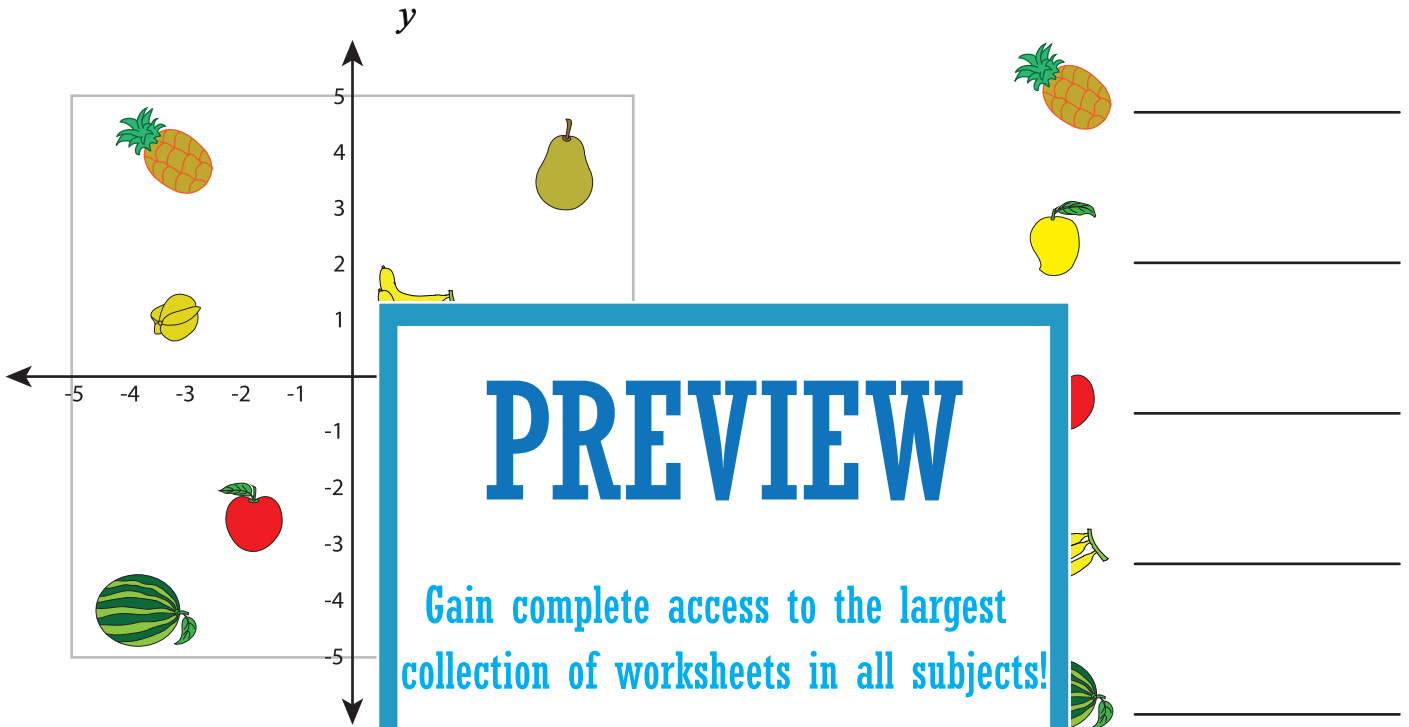 y
5
4
3
2
1
-5 -4 -3 -2 -1
-1
-2
-3
-4
-5
PREVIEW
Gain complete access to the largest
collection of worksheets in all subjects!